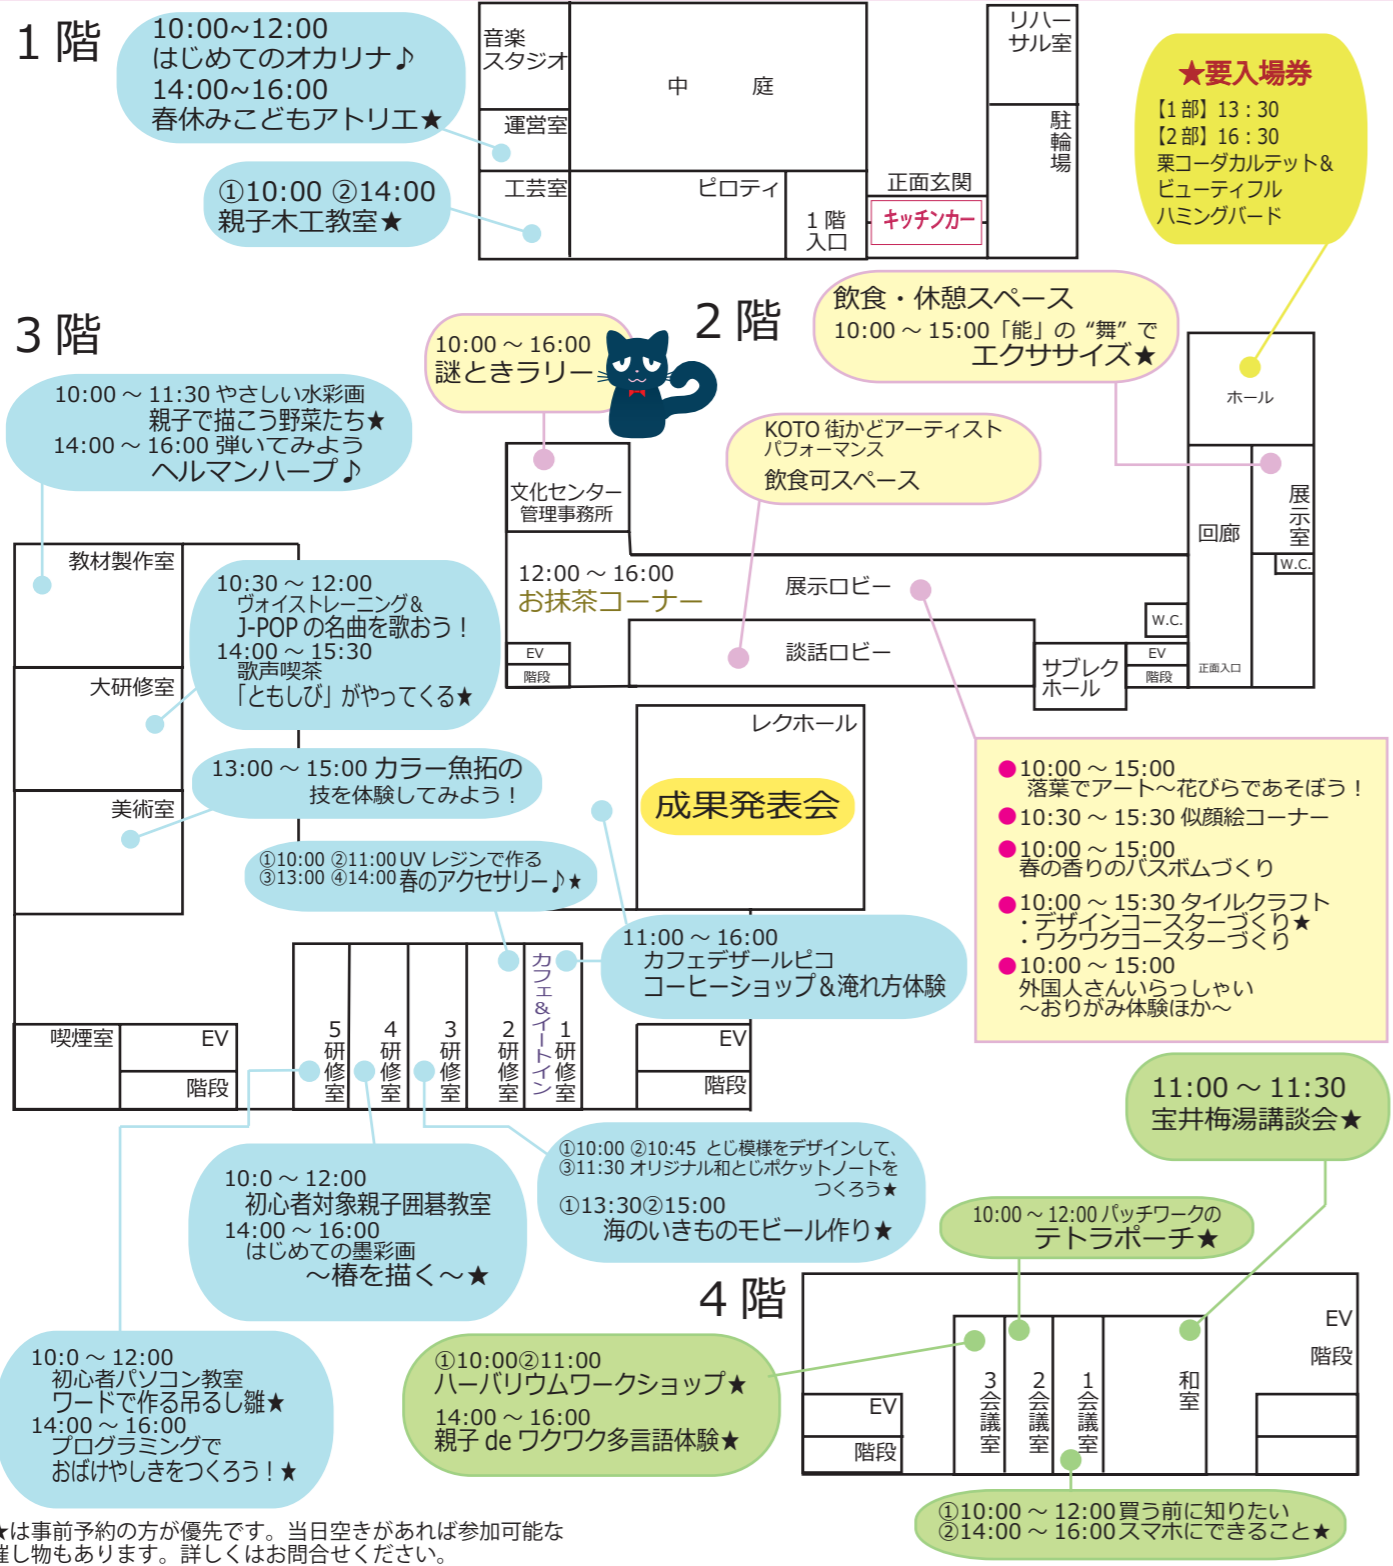 1階
10:00~12:00
はじめてのオカリナ♪
14:00~16:00
春休みこどもアトリエ★
①10:00 ②14:00
親子木工教室★
音楽
スタジオ
中庭
リハー
サル室
運営室
駐輪場
工芸室
ピロティ
1階
入口
正面玄関
キッチンカー
★要入場券
【1部】13：30
【2部】16：30
栗コーダカルテット＆
ビューティフル
ハミングバード
2階
飲食・休憩スペース
10:00～15:00「能」の“舞”で
エクササイズ★
10:00～16:00
謎ときラリー
KOTO街かどアーティスト
パフォーマンス
飲食可スペース
ホール
文化センター
管理事務所
展示室
回廊
W.C.
12:00～16:00
お抹茶コーナー
展示ロビー
W.C.
EV
階段
談話ロビー
サブレク
ホール
EV
階段
正面入口
●10:00～15:00
落葉でアート～花びらであそぼう！
●10:30～15:30 似顔絵コーナー
●10:00～15:00
春の香りのバスボムづくり
●10:00～15:30 タイルクラフト
・デザインコースターづくり★
・ワクワクコースターづくり
●10:00～15:00
外国人さんいらっしゃい
～おりがみ体験ほか～
3階
10:00～11:30 やさしい水彩画
親子で描こう野菜たち★
14:00～16:00 弾いてみよう
ヘルマンハープ♪
教材製作室
10:30～12:00
ヴォイストレーニング＆
J-POPの名曲を歌おう！
14:00～15:30
歌声喫茶
「ともしび」がやってくる★
大研修室
13:00～15:00 カラー魚拓の
技を体験してみよう！
美術室
レクホール
成果発表会
①10:00 ②11:00 UVレジンで作る
③13:00 ④14:00 春のアクセサリー♪★
11:00～16:00
カフェデザールピコ
コーヒーショップ＆淹れ方体験
喫煙室
EV
階段
5研修室
4研修室
3研修室
2研修室
カフェ&イートイン
1研修室
EV
階段
10:0～12:00
初心者対象親子囲碁教室
14:00～16:00
はじめての墨彩画
～椿を描く～★
①10:00 ②10:45 とじ模様をデザインして、
③11:30 オリジナル和とじポケットノートを
つくろう★
①13:30②15:00
海のいきものモビール作り★
10:0～12:00
初心者パソコン教室
ワードで作る吊るし雛★
14:00～16:00
プログラミングで
おばけやしきをつくろう！★
4階
11:00～11:30
宝井梅湯講談会★
10:00～12:00 パッチワークの
テトラポーチ★
①10:00②11:00
ハーバリウムワークショップ★
14:00～16:00
親子 de ワクワク多言語体験★
EV
階段
3会議室
2会議室
1会議室
和室
EV
階段
①10:00～12:00 買う前に知りたい
②14:00～16:00 スマホにできること★
★は事前予約の方が優先です。当日空きがあれば参加可能な
催し物もあります。詳しくはお問合せください。